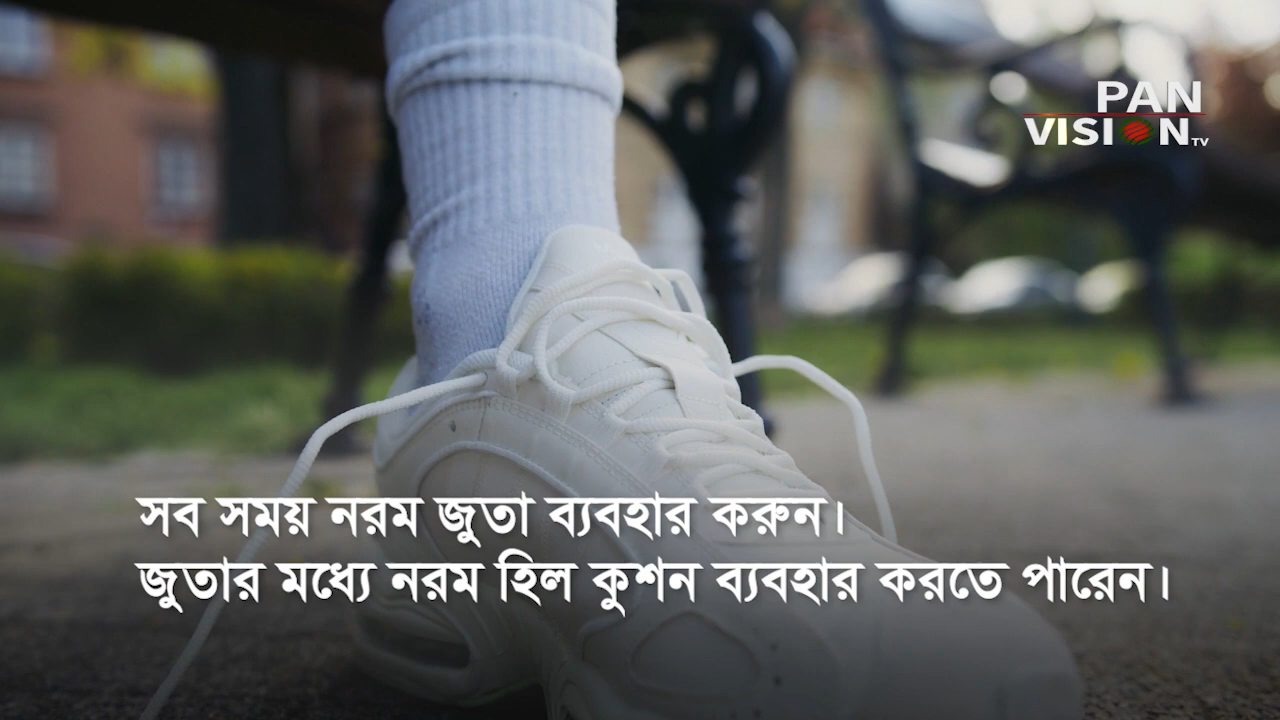 PAN
VISION TV
সব সময় নরম জুতা ব্যবহার করুন।
জুতার মধ্যে নরম হিল কুশন ব্যবহার করতে পারেন।